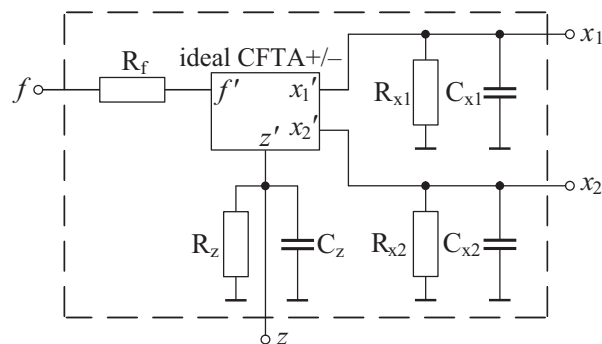 ideal CFTA+/–
f
R_f
f'
x_1'
x_2'
z'
R_x1
C_x1
x_1
R_z
C_z
R_x2
C_x2
x_2
z